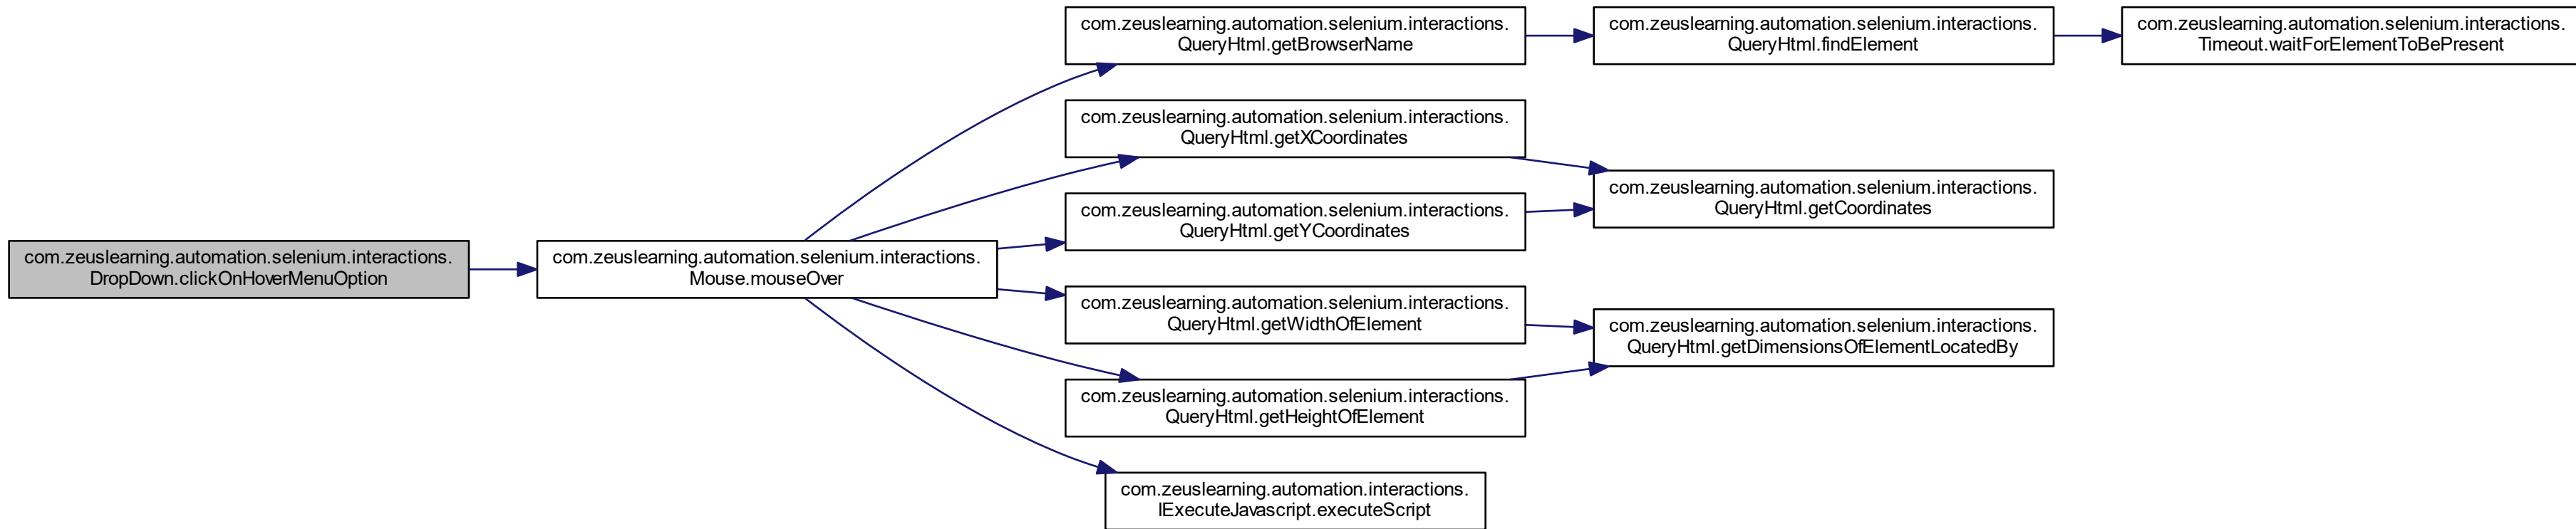 com.zeuslearning.automation.selenium.interactions.
DropDown.clickOnHoverMenuOption
com.zeuslearning.automation.selenium.interactions.
Mouse.mouseOver
com.zeuslearning.automation.selenium.interactions.
QueryHtml.getBrowserName
com.zeuslearning.automation.selenium.interactions.
QueryHtml.findElement
com.zeuslearning.automation.selenium.interactions.
Timeout.waitForElementToBePresent
com.zeuslearning.automation.selenium.interactions.
QueryHtml.getXCoordinates
com.zeuslearning.automation.selenium.interactions.
QueryHtml.getYCoordinates
com.zeuslearning.automation.selenium.interactions.
QueryHtml.getCoordinates
com.zeuslearning.automation.selenium.interactions.
QueryHtml.getWidthOfElement
com.zeuslearning.automation.selenium.interactions.
QueryHtml.getHeightOfElement
com.zeuslearning.automation.selenium.interactions.
QueryHtml.getDimensionsOfElementLocatedBy
com.zeuslearning.automation.interactions.
IExecuteJavascript.executeScript